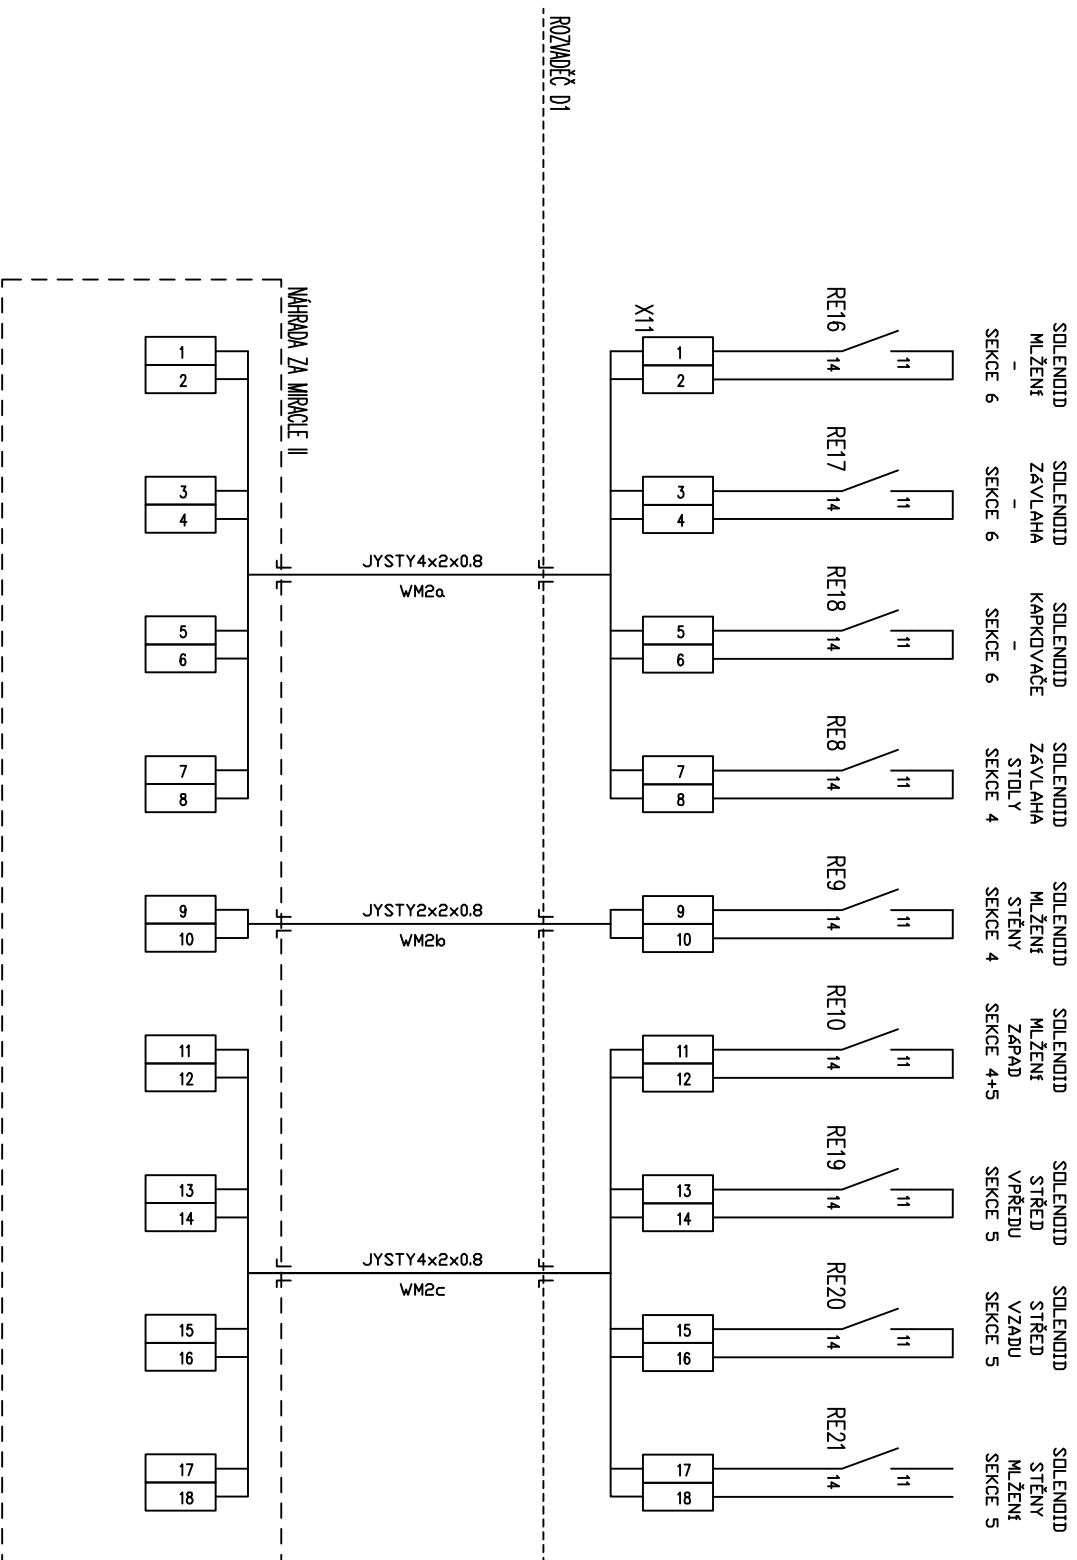 SOLENOID
MLŽENÍ
-
SEKCE 6
SOLENOID
ZÁVLAHA
-
SEKCE 6
SOLENOID
KAPKOVAČE
-
SEKCE 6
SOLENOID
ZÁVLAHA
STOLY
SEKCE 4
SOLENOID
MLŽENÍ
STĚNY
SEKCE 4
SOLENOID
MLŽENÍ
ZÁPAD
SEKCE 4+5
SOLENOID
STŘED
VPŘEDU
SEKCE 5
SOLENOID
STŘED
VZADU
SEKCE 5
SOLENOID
STĚNY
MLŽENÍ
SEKCE 5
RE16
11
14
RE17
11
14
RE18
11
14
RE8
11
14
RE9
11
14
RE10
11
14
RE19
11
14
RE20
11
14
RE21
11
14
X11
1
2
3
4
5
6
7
8
9
10
11
12
13
14
15
16
17
18
ROZVADĚČ D1
JYSTY4x2x0.8
WM2a
JYSTY2x2x0.8
WM2b
JYSTY4x2x0.8
WM2c
NÁHRADA ZA MIRACLE II
1
2
3
4
5
6
7
8
9
10
11
12
13
14
15
16
17
18